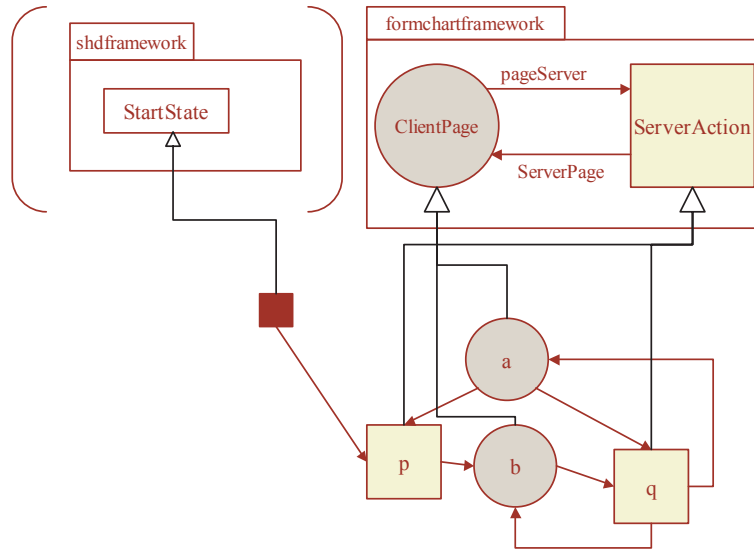 shdframework
StartState
formchartframework
pageServer
ClientPage
ServerAction
ServerPage
a
p
b
q